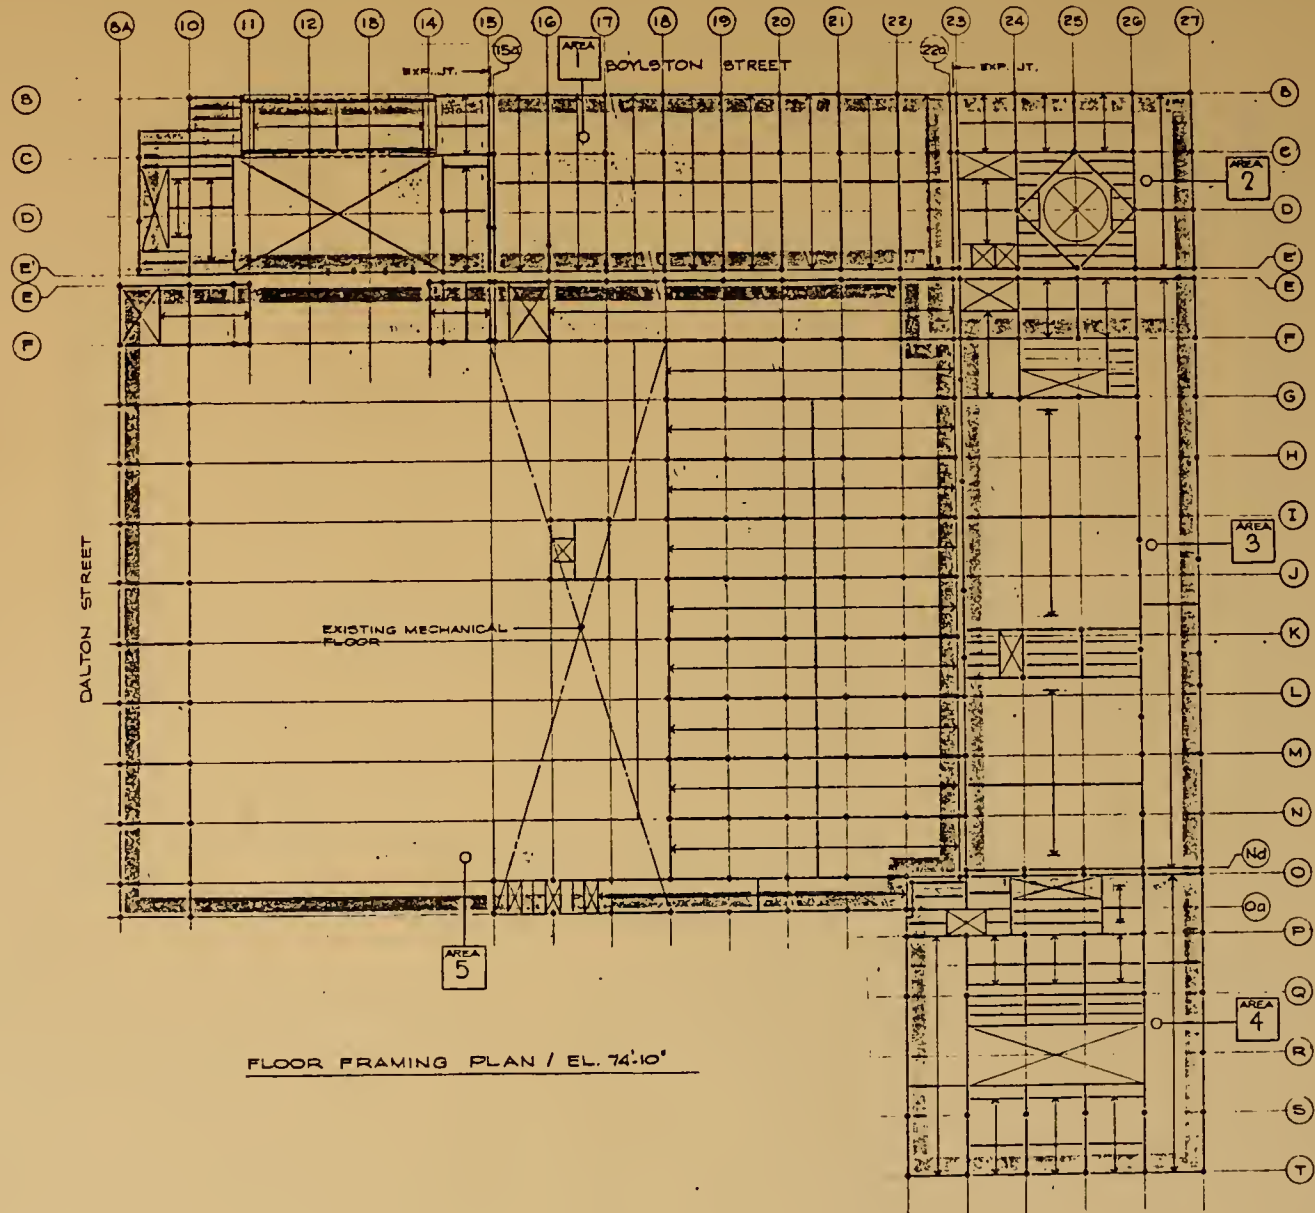 8A 10 11 12 13 14 15 16 17 18 19 20 21 (22) 23 24 25 26 27
15a
22a
EXP. JT.
AREA
1
BOYLSTON STREET
EXP. JT.
B
B
C
C
AREA
2
D
D
E'
E'
E
E
F
F
G
H
I
AREA
3
J
DALTON STREET
EXISTING MECHANICAL
FLOOR
K
L
M
N
Nd
O
Oa
P
AREA
5
Q
AREA
4
R
FLOOR FRAMING PLAN / EL. 74'-10"
S
T